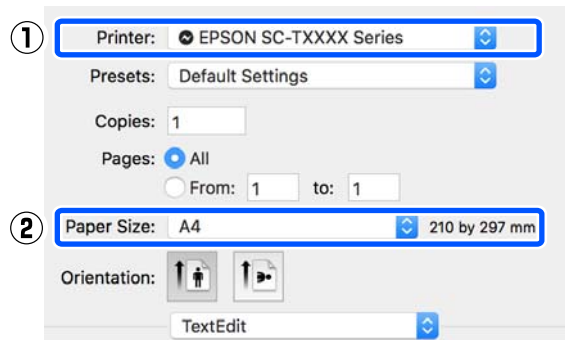 ① Printer: EPSON SC-TXXXX Series
Presets: Default Settings
Copies: 1
Pages: All
From: 1 to: 1
② Paper Size: A4 210 by 297 mm
Orientation:
TextEdit